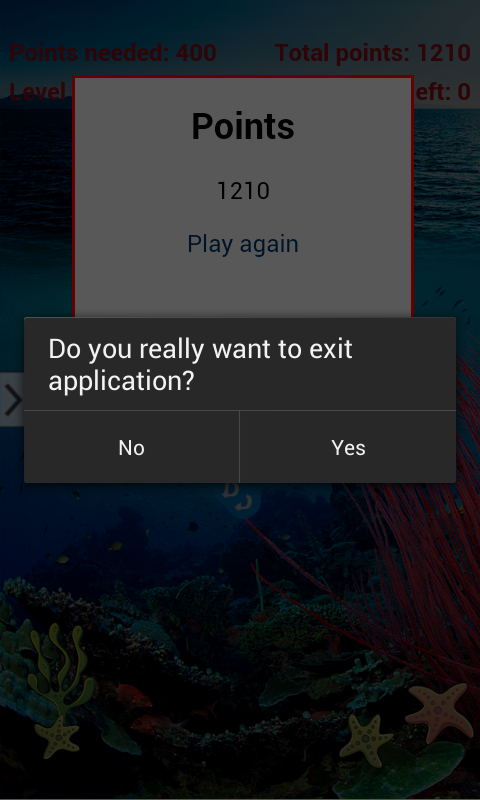 Points needed: 400
Total points: 1210
Level
eft: 0
Points
1210
Play again
Do you really want to exit
application?
No
Yes